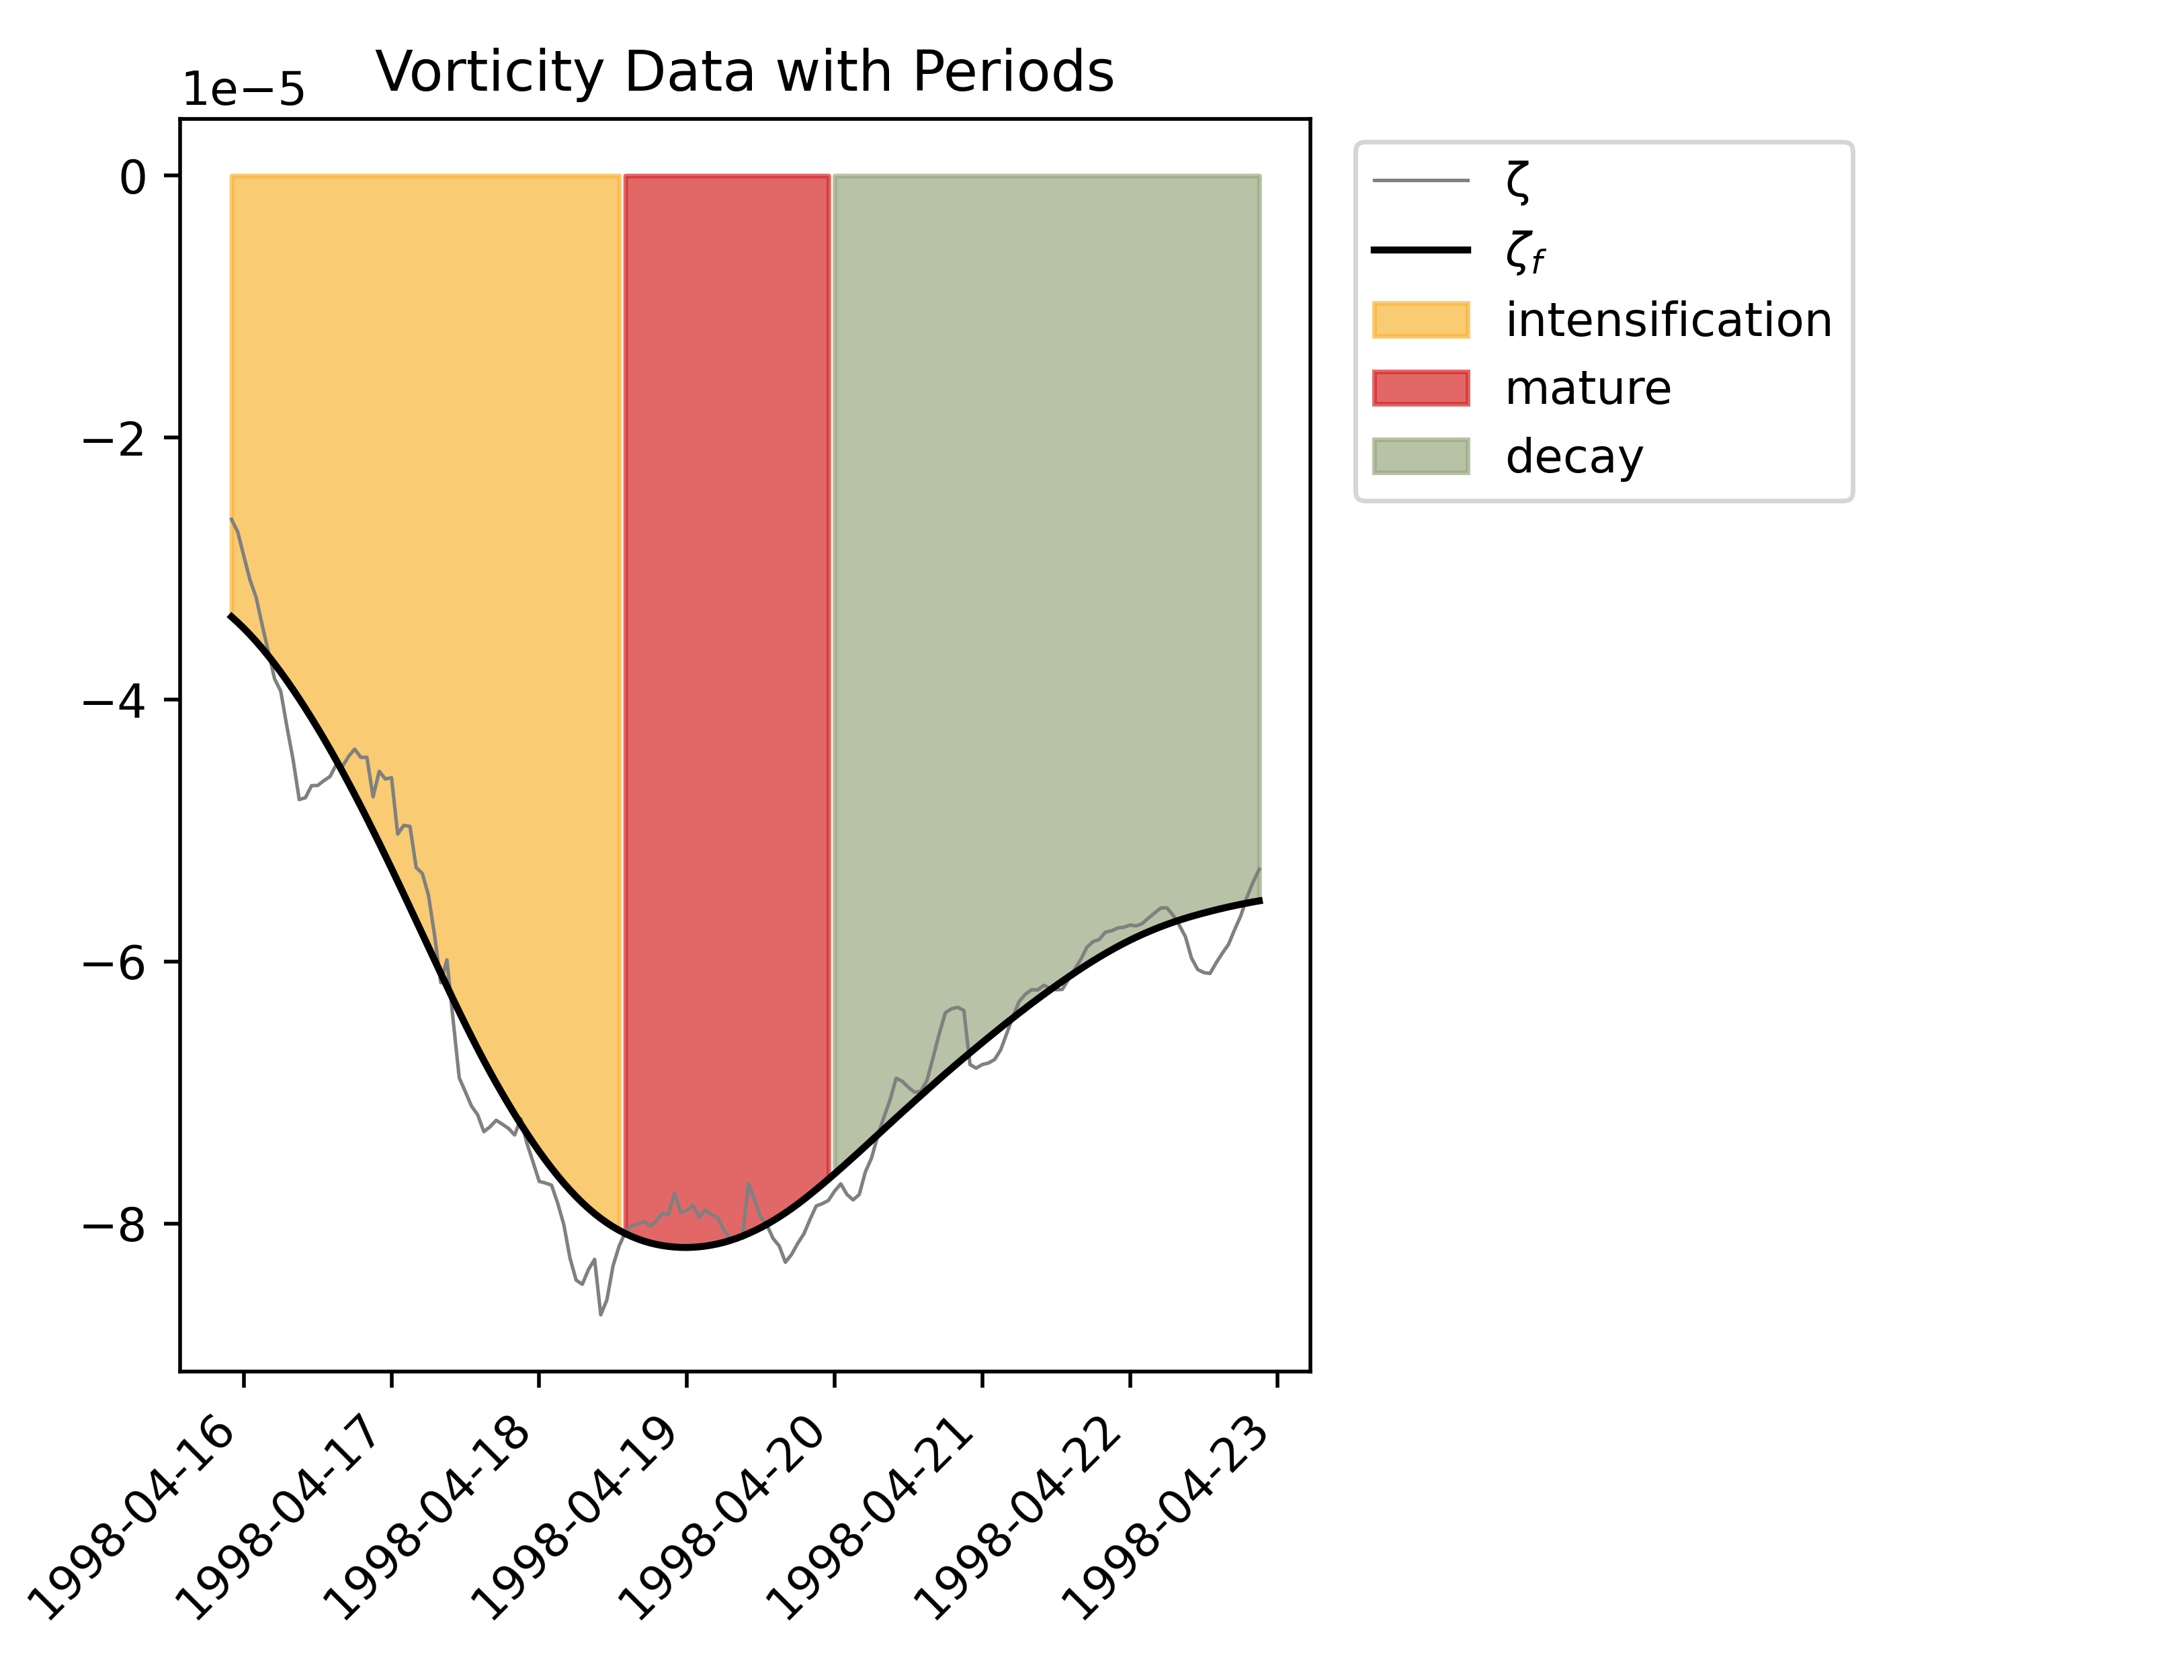 Vorticity Data with Periods
1e−5
0
−2
−4
−6
−8
1998-04-16
1998-04-17
1998-04-18
1998-04-19
1998-04-20
1998-04-21
1998-04-22
1998-04-23
ζ
ζf
intensification
mature
decay